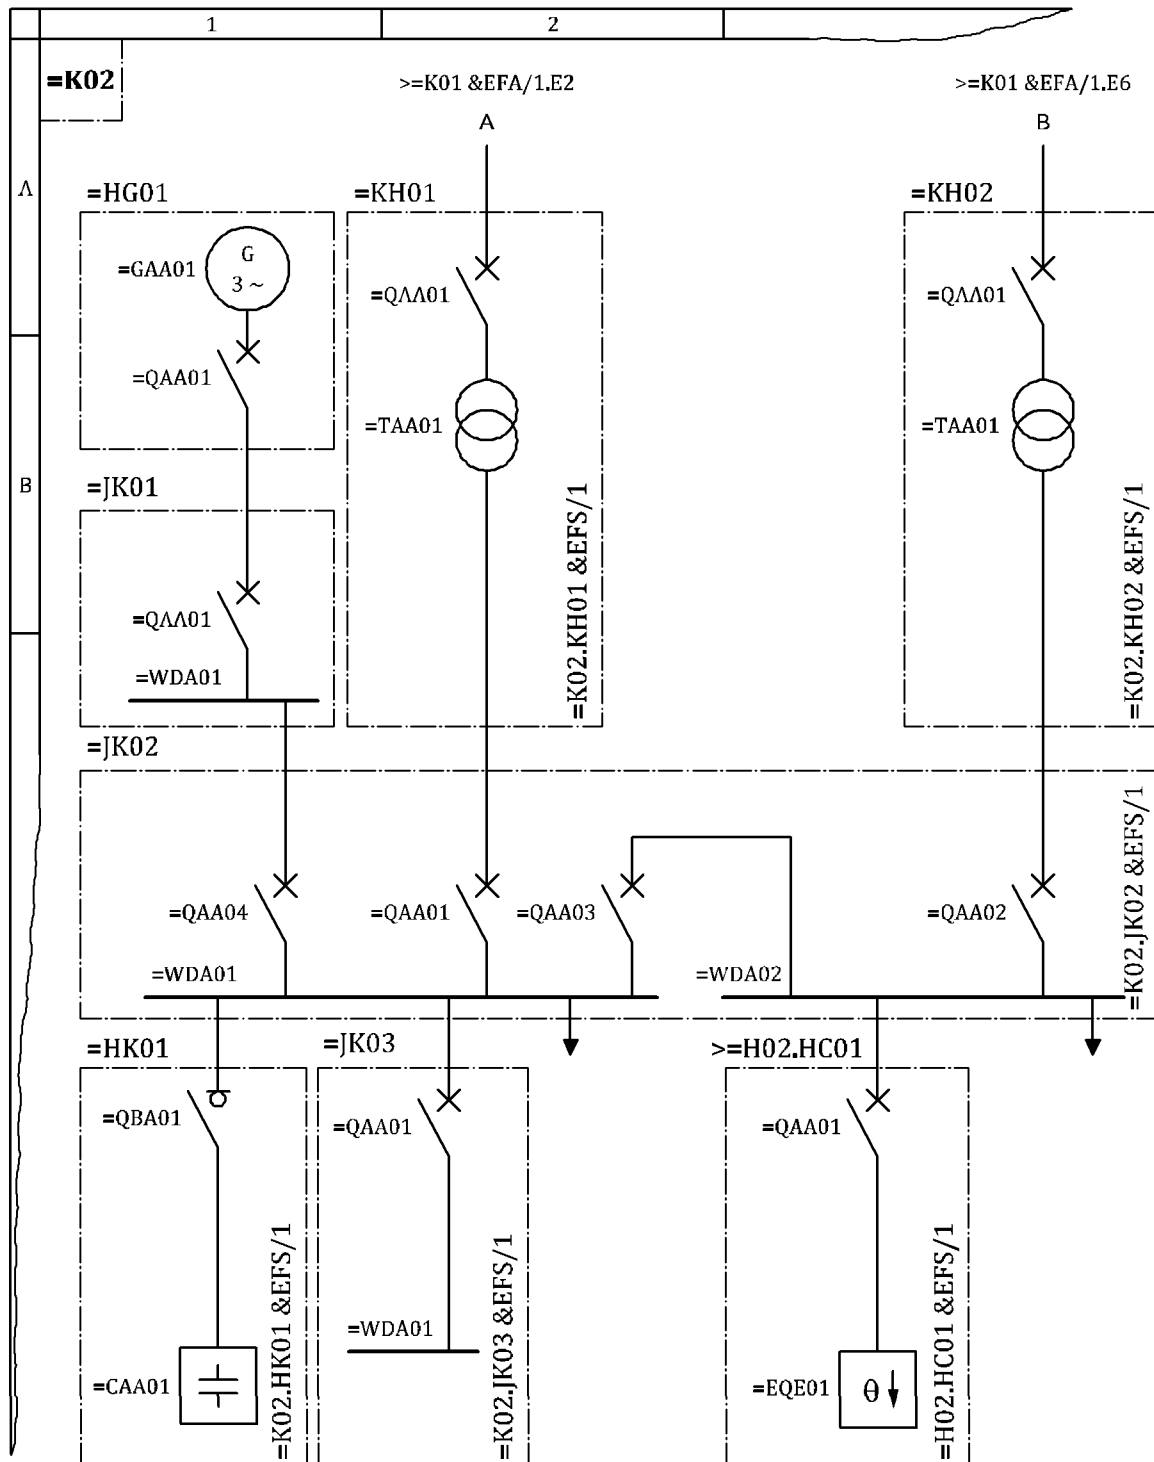 1
2
=K02
>=K01 &EFA/1.E2
>=K01 &EFA/1.E6
A
B
A
=HG01
=KH01
=KH02
G
3 ~
=GAA01
=QAA01
=QAA01
=QAA01
=TAA01
=TAA01
B
=JK01
=K02.KH01 &EFS/1
=K02.KH02 &EFS/1
=QAA01
=WDA01
=JK02
=QAA04
=QAA01
=QAA03
=QAA02
=K02.JK02 &EFS/1
=WDA01
=WDA02
=HK01
=JK03
>=H02.HC01
=QBA01
=QAA01
=QAA01
=K02.HK01 &EFS/1
=K02.JK03 &EFS/1
=H02.HC01 &EFS/1
=WDA01
=CAA01
=EQE01
θ